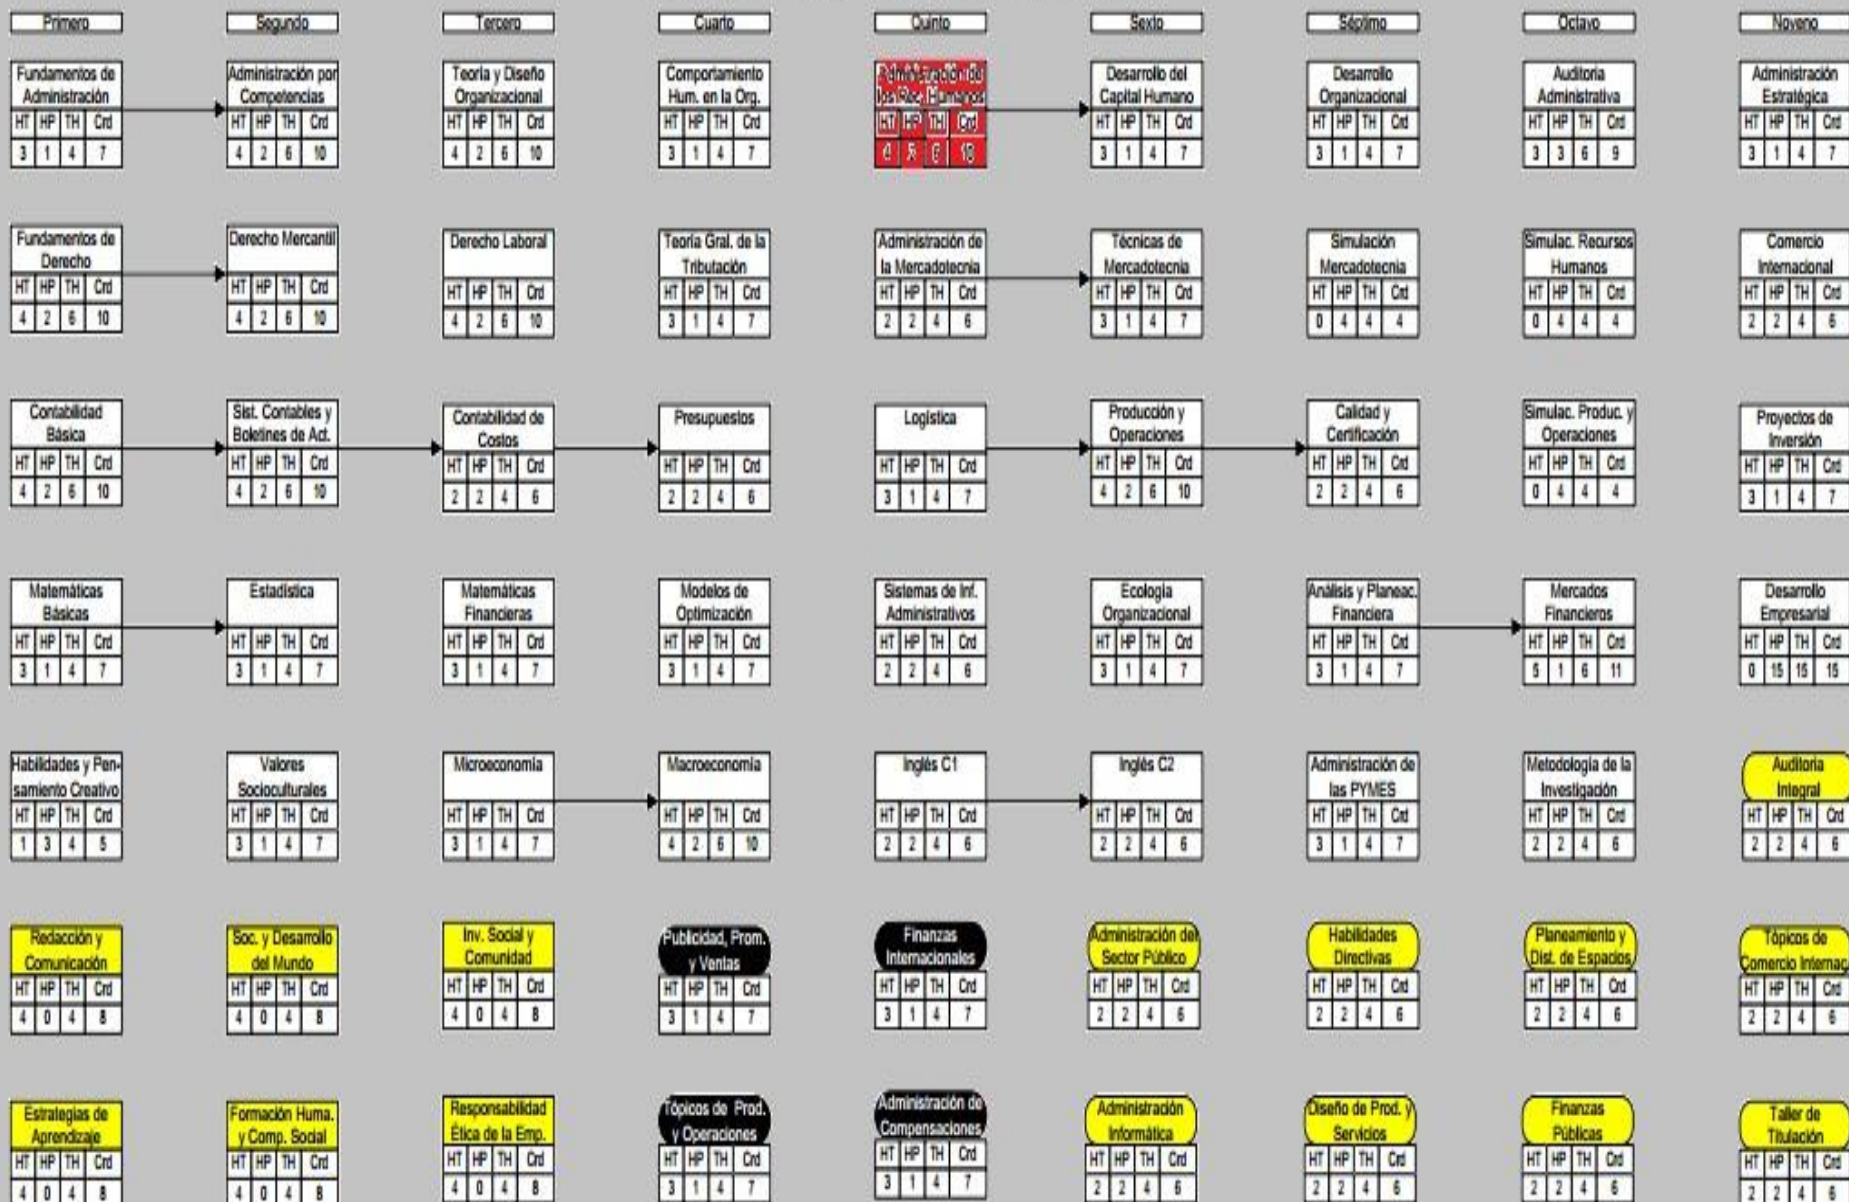 Primero Segundo Tercero Cuarto Quinto Sexto Séptimo Octavo Noveno
Fundamentos de Administración por Teoría y Diseño Comportamiento Administración de Desarrollo del Desarrollo Auditoria Administración
Administración Competencias Organizacional Hum. en la Org. los Rec. Humanos Capital Humano Organizacional Administrativa Estratégica
HT HP TH Crd HT HP TH Crd HT HP TH Crd HT HP TH Crd HT HP TH Crd HT HP TH Crd HT HP TH Crd HT HP TH Crd HT HP TH Crd
3 1 4 7 4 2 6 10 4 2 6 10 3 1 4 7 4 2 6 10 3 1 4 7 3 1 4 7 3 3 6 9 3 1 4 7
Fundamentos de Derecho Mercantil Derecho Laboral Teoría Gral. de la Administración de Técnicas de Simulación Simulac. Recursos Comercio
Derecho Tributación la Mercadotecnia Mercadotecnia Mercadotecnia Humanos Internacional
HT HP TH Crd HT HP TH Crd HT HP TH Crd HT HP TH Crd HT HP TH Crd HT HP TH Crd HT HP TH Crd HT HP TH Crd HT HP TH Crd
4 2 6 10 4 2 6 10 4 2 6 10 3 1 4 7 2 2 4 6 3 1 4 7 0 4 4 4 0 4 4 4 2 2 4 6
Contabilidad Sist. Contables y Contabilidad de Presupuestos Logística Producción y Calidad y Simulac. Produc. y Proyectos de
Básica Boletines de Act. Costos Operaciones Certificación Operaciones Inversión
HT HP TH Crd HT HP TH Crd HT HP TH Crd HT HP TH Crd HT HP TH Crd HT HP TH Crd HT HP TH Crd HT HP TH Crd HT HP TH Crd
4 2 6 10 4 2 6 10 2 2 4 6 2 2 4 6 3 1 4 7 4 2 6 10 2 2 4 6 0 4 4 4 3 1 4 7
Matemáticas Estadística Matemáticas Modelos de Sistemas de Inf. Ecología Análisis y Planeac. Mercados Desarrollo
Básicas Financieras Optimización Administrativos Organizacional Financiera Financieros Empresarial
HT HP TH Crd HT HP TH Crd HT HP TH Crd HT HP TH Crd HT HP TH Crd HT HP TH Crd HT HP TH Crd HT HP TH Crd HT HP TH Crd
3 1 4 7 3 1 4 7 3 1 4 7 3 1 4 7 2 2 4 6 3 1 4 7 3 1 4 7 5 1 6 11 0 15 15 15
Habilidades y Pen- Valores Microeconomía Macroeconomía Inglés C1 Inglés C2 Administración de Metodología de la Auditoria
samiento Creativo Socioculturales las PYMES Investigación Integral
HT HP TH Crd HT HP TH Crd HT HP TH Crd HT HP TH Crd HT HP TH Crd HT HP TH Crd HT HP TH Crd HT HP TH Crd HT HP TH Crd
1 3 4 5 3 1 4 7 3 1 4 7 4 2 6 10 2 2 4 6 2 2 4 6 3 1 4 7 2 2 4 6 2 2 4 6
Redacción y Soc. y Desarrollo Inv. Social y Publicidad, Prom. Finanzas Administración del Habilidades Planeamiento y Tópicos de
Comunicación del Mundo Comunidad y Ventas Internacionales Sector Público Directivas Dist. de Espacios Comercio Internac.
HT HP TH Crd HT HP TH Crd HT HP TH Crd HT HP TH Crd HT HP TH Crd HT HP TH Crd HT HP TH Crd HT HP TH Crd HT HP TH Crd
4 0 4 8 4 0 4 8 4 0 4 8 3 1 4 7 3 1 4 7 2 2 4 6 2 2 4 6 2 2 4 6 2 2 4 6
Estrategias de Formación Huma. Responsabilidad Tópicos de Prod. Administración de Administración Diseño de Prod. y Finanzas Taller de
Aprendizaje y Comp. Social Ética de la Emp. y Operaciones Compensaciones Informática Servicios Públicas Titulación
HT HP TH Crd HT HP TH Crd HT HP TH Crd HT HP TH Crd HT HP TH Crd HT HP TH Crd HT HP TH Crd HT HP TH Crd HT HP TH Crd
4 0 4 8 4 0 4 8 4 0 4 8 3 1 4 7 3 1 4 7 2 2 4 6 2 2 4 6 2 2 4 6 2 2 4 6